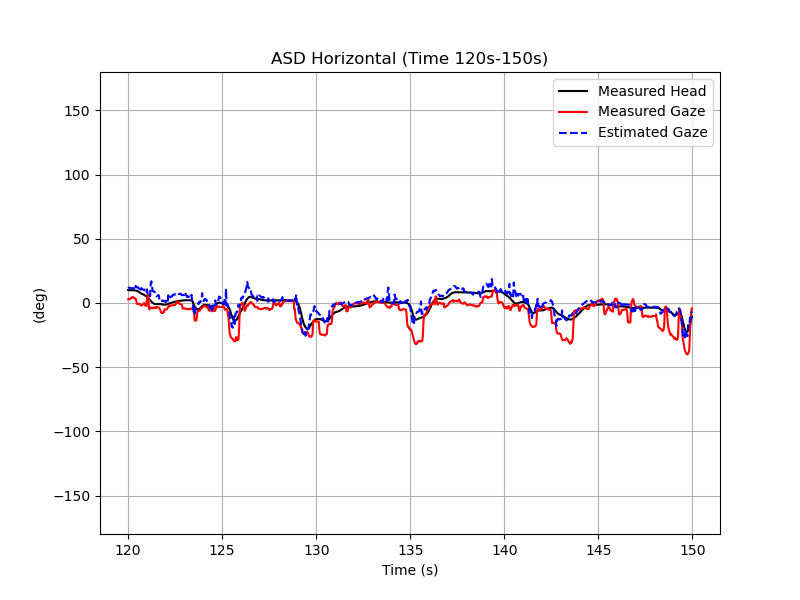 ASD Horizontal (Time 120s-150s)
Measured Head
Measured Gaze
Estimated Gaze
150
100
50
0
−50
−100
−150
(deg)
120 125 130 135 140 145 150
Time (s)